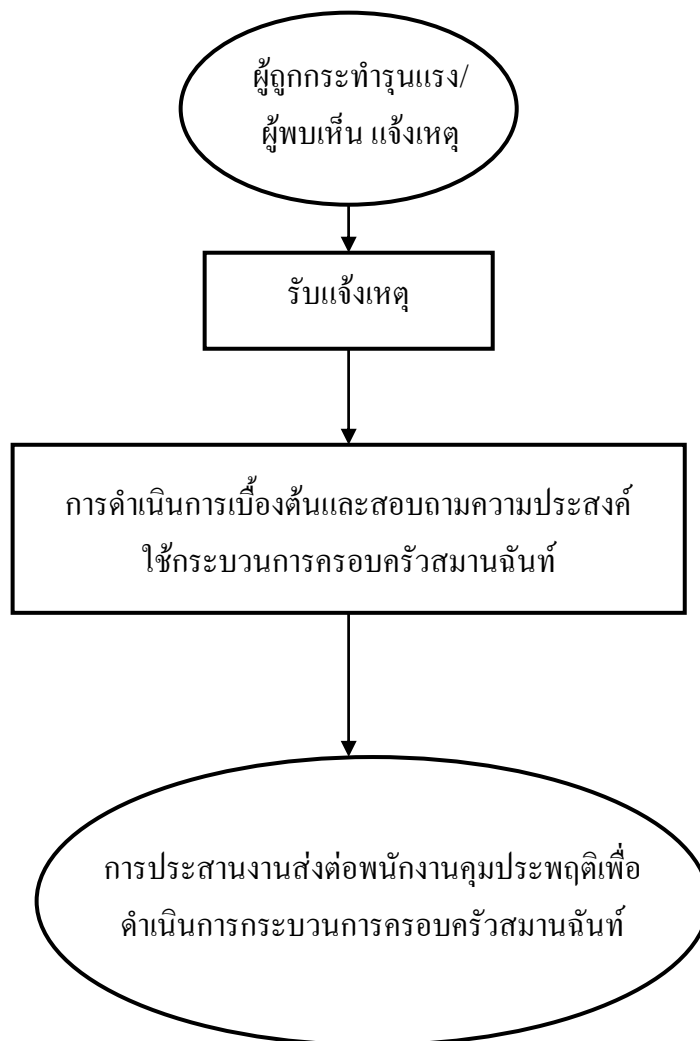 ผู้ถูกกระทำรุนแรง/
ผู้พบเห็น แจ้งเหตุ
รับแจ้งเหตุ
การดำเนินการเบื้องต้นและสอบถามความประสงค์
ใช้กระบวนการครอบครัวสมานฉันท์
การประสานงานส่งต่อพนักงานคุมประพฤติเพื่อ
ดำเนินการกระบวนการครอบครัวสมานฉันท์